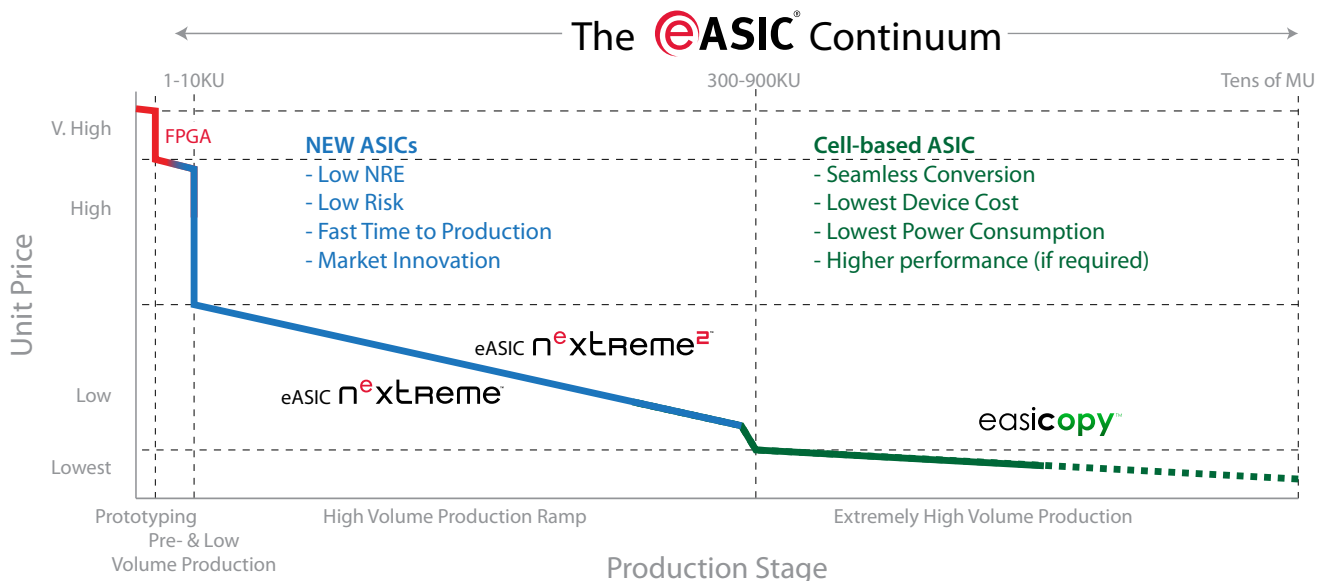 The eASIC® Continuum
1-10KU
300-900KU
Tens of MU
V. High
High
Low
Lowest
Unit Price
FPGA
NEW ASICs
- Low NRE
- Low Risk
- Fast Time to Production
- Market Innovation
Cell-based ASIC
- Seamless Conversion
- Lowest Device Cost
- Lowest Power Consumption
- Higher performance (if required)
eASIC nextreme2™
eASIC nextreme™
easicopy™
Prototyping
Pre- & Low
Volume Production
High Volume Production Ramp
Extremely High Volume Production
Production Stage